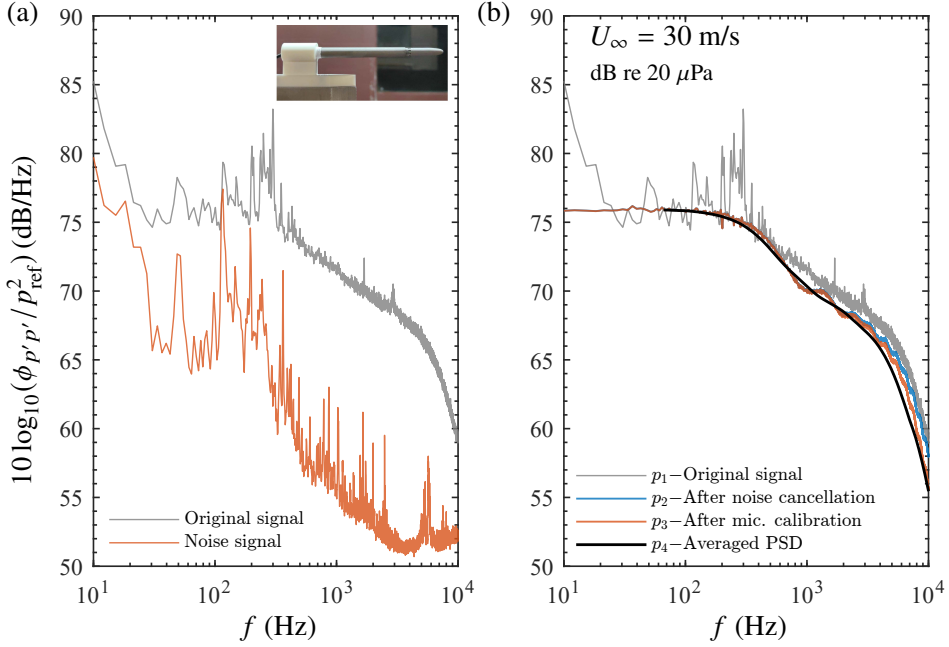 (a)
90
85
80
75
70
65
60
55
50
10 log₁₀(ϕp′p′/p²ref) (dB/Hz)
Original signal
Noise signal
10¹
10²
10³
10⁴
f (Hz)
(b)
90
85
80
75
70
65
60
55
50
U∞ = 30 m/s
dB re 20 μPa
p₁−Original signal
p₂−After noise cancellation
p₃−After mic. calibration
p₄−Averaged PSD
10¹
10²
10³
10⁴
f (Hz)